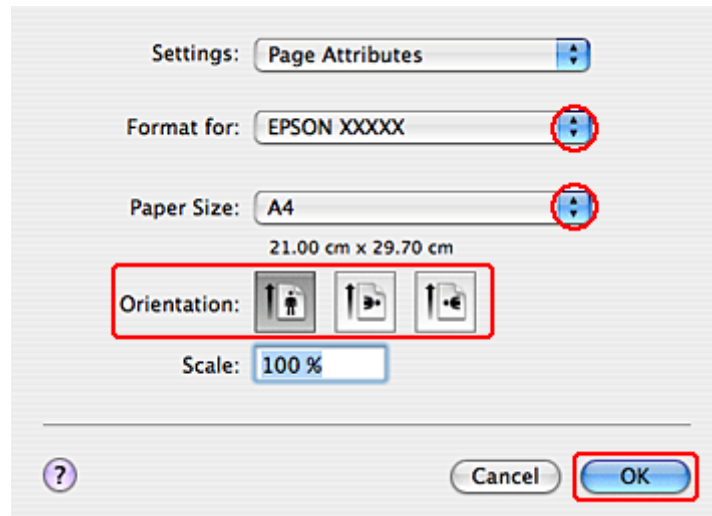 Settings: Page Attributes
Format for: EPSON XXXXX
Paper Size: A4
21.00 cm x 29.70 cm
Orientation:
Scale: 100 %
? Cancel OK